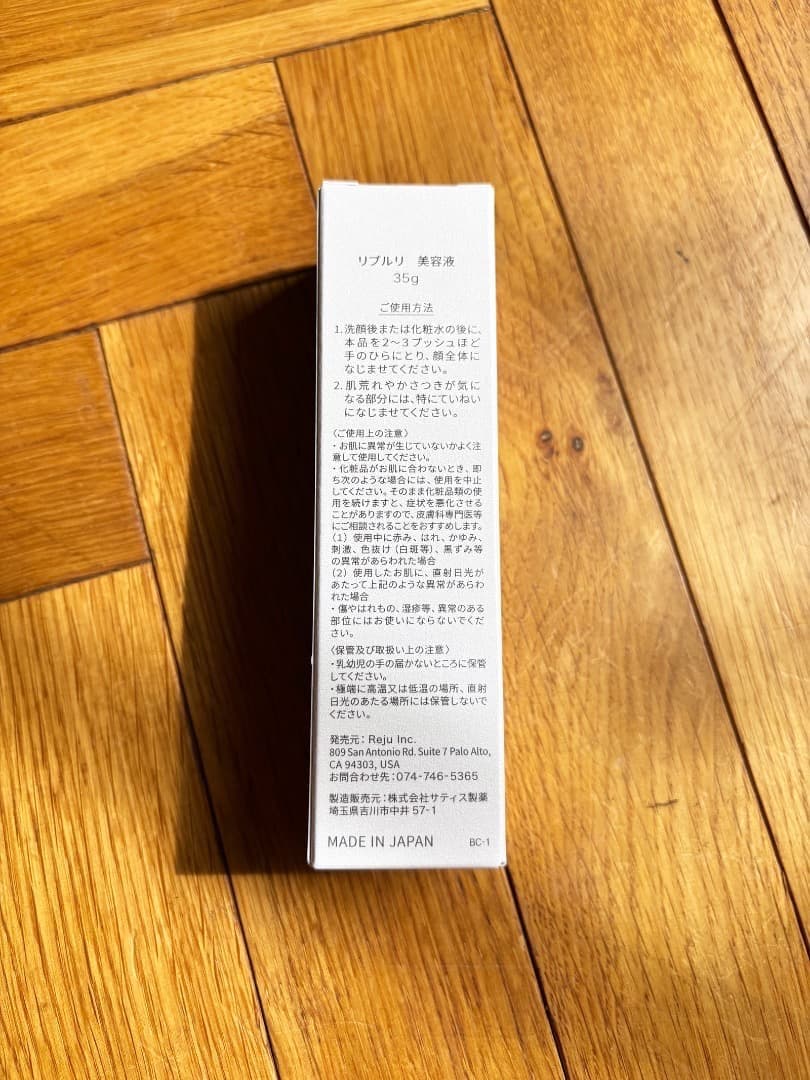 リブルリ 美容液
35g
ご使用方法
1. 洗顔後または化粧水の後に、
本品を2〜3プッシュほど
手のひらにとり、顔全体に
なじませてください。
2. 肌荒れやかさつきが気に
なる部分には、特にていねい
になじませてください。
〈ご使用上の注意〉
・お肌に異常が生じていないかよく注
意して使用してください。
・化粧品がお肌に合わないとき、即
ち次のような場合には、使用を中止
してください。そのまま化粧品類の使
用を続けますと、症状を悪化させる
ことがありますので、皮膚科専門医等
にご相談されることをおすすめします。
（1）使用中に赤み、はれ、かゆみ、
刺激、色抜け（白斑等）、黒ずみ等
の異常があらわれた場合
（2）使用したお肌に、直射日光が
あたって上記のような異常があらわ
れた場合
・傷やはれもの、湿疹等、異常のある
部位にはお使いにならないでくだ
さい。
〈保管及び取扱い上の注意〉
・乳幼児の手の届かないところに保管
してください。
・極端に高温又は低温の場所、直射
日光のあたる場所には保管しないで
ください。
発売元：Reju Inc.
809 San Antonio Rd. Suite 7 Palo Alto,
CA 94303, USA
お問合わせ先：074-746-5365
製造販売元：株式会社サティス製薬
埼玉県吉川市中井 57-1
MADE IN JAPAN BC-1